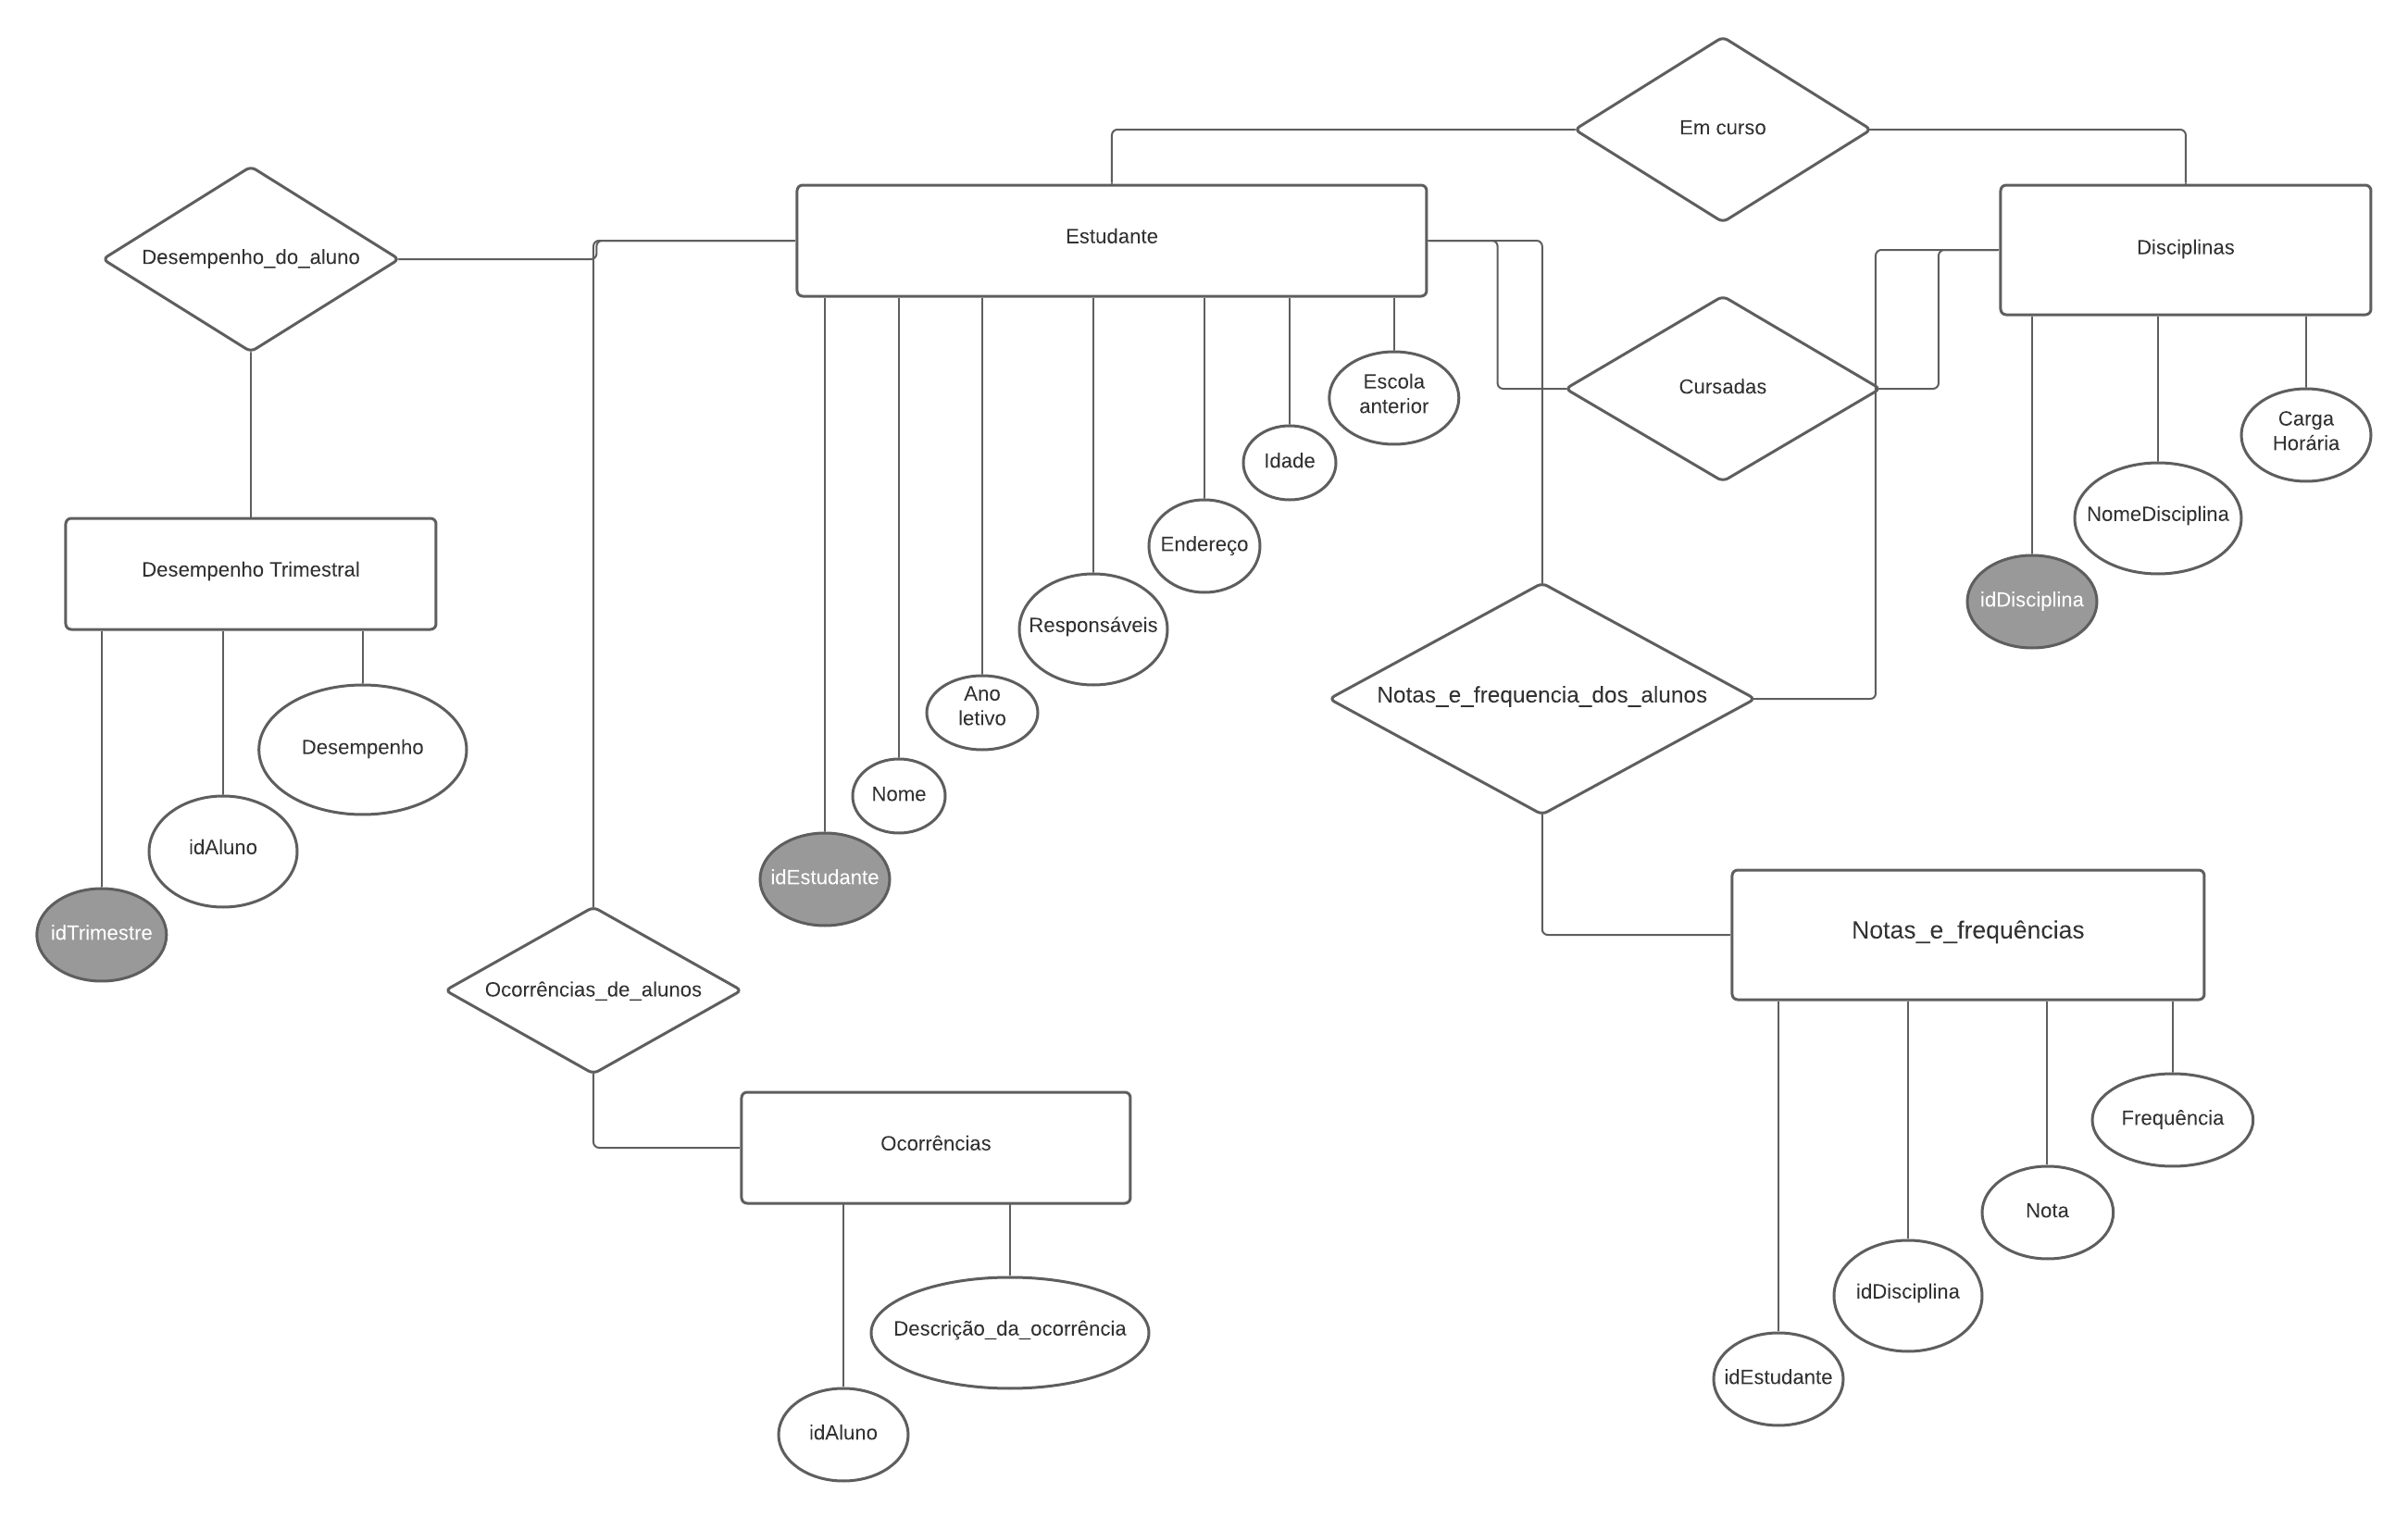 Em curso
Estudante
Disciplinas
Desempenho_do_aluno
Cursadas
Escola
anterior
Carga
Horária
Idade
NomeDisciplina
Endereço
Desempenho Trimestral
idDisciplina
Responsáveis
Ano
letivo
Notas_e_frequencia_dos_alunos
Desempenho
Nome
idAluno
idEstudante
idTrimestre
Notas_e_frequências
Ocorrências_de_alunos
Frequência
Ocorrências
Nota
idDisciplina
Descrição_da_ocorrência
idEstudante
idAluno